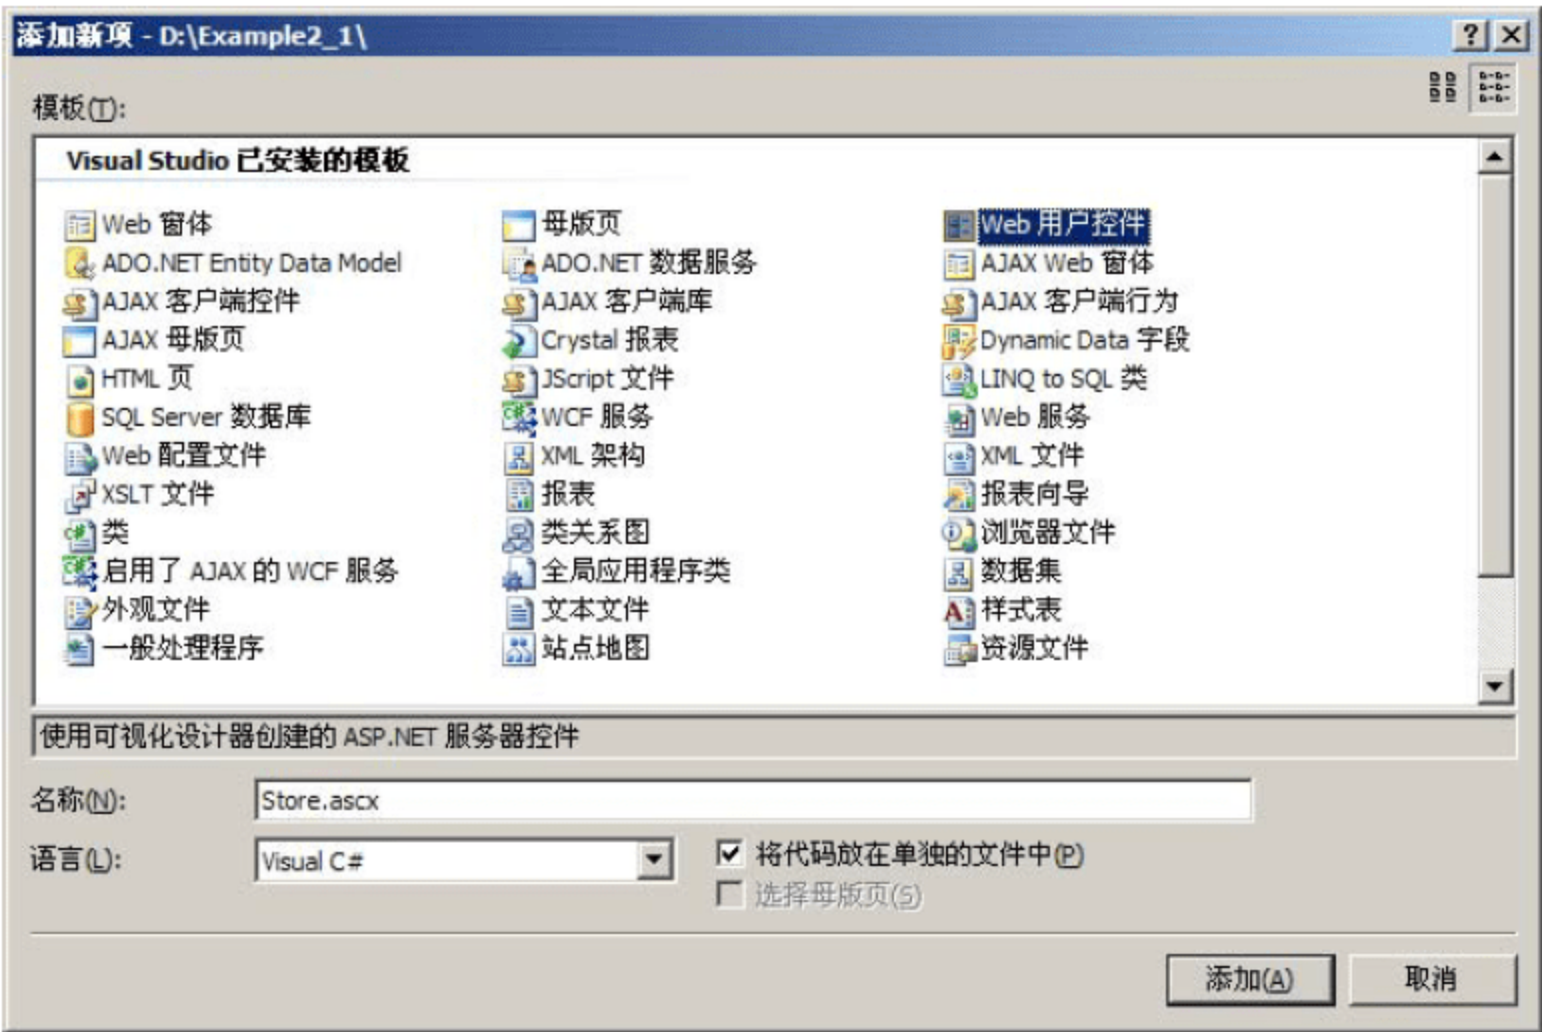 添加新项 - D:\Example2_1\
模板(T):
Visual Studio 已安装的模板
Web 窗体 母版页 Web 用户控件
ADO.NET Entity Data Model ADO.NET 数据服务 AJAX Web 窗体
AJAX 客户端控件 AJAX 客户端库 AJAX 客户端行为
AJAX 母版页 Crystal 报表 Dynamic Data 字段
HTML 页 JScript 文件 LINQ to SQL 类
SQL Server 数据库 WCF 服务 Web 服务
Web 配置文件 XML 架构 XML 文件
XSLT 文件 报表 报表向导
类 类关系图 浏览器文件
启用了 AJAX 的 WCF 服务 全局应用程序类 数据集
外观文件 文本文件 样式表
一般处理程序 站点地图 资源文件
使用可视化设计器创建的 ASP.NET 服务器控件
名称(N): Store.ascx
语言(L): Visual C# 将代码放在单独的文件中(P)
选择母版页(S)
添加(A) 取消